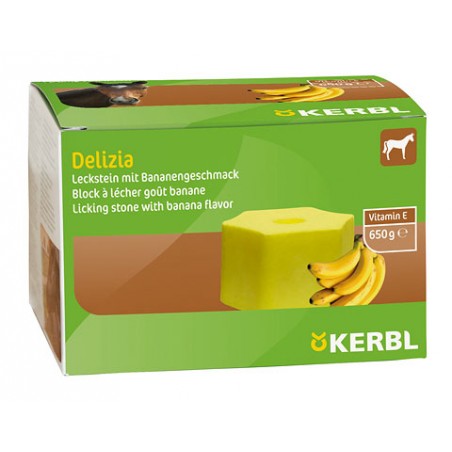 KERBL
Delizia
Leckstein mit Bananengeschmack
Block à lécher goût banane
Licking stone with banana flavor
Vitamin E
650 g e
KERBL